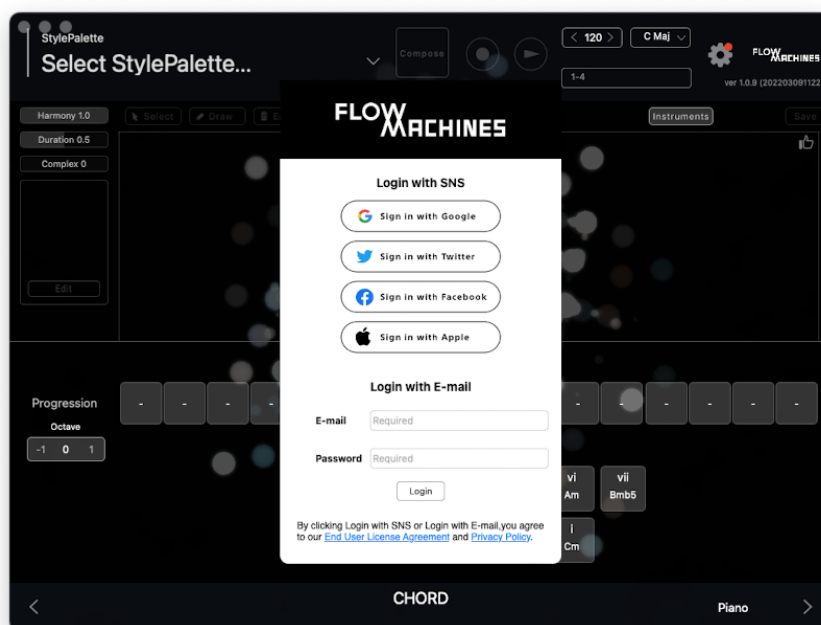 StylePalette
Select StylePalette...
Compose
120
C Maj
1-4
FLOW MACHINES
ver 1.0.9 (202203091122
Harmony 1.0
Duration 0.5
Complex 0
Select
Draw
Instruments
Save
Edit
FLOW
MACHINES
Login with SNS
Sign in with Google
Sign in with Twitter
Sign in with Facebook
Sign in with Apple
Login with E-mail
E-mail
Required
Password
Required
Login
By clicking Login with SNS or Login with E-mail,you agree
to our End User License Agreement and Privacy Policy.
Progression
- - - - - - - - - -
Octave
-1 0 1
vi
Am
vii
Bmb5
i
Cm
CHORD
Piano